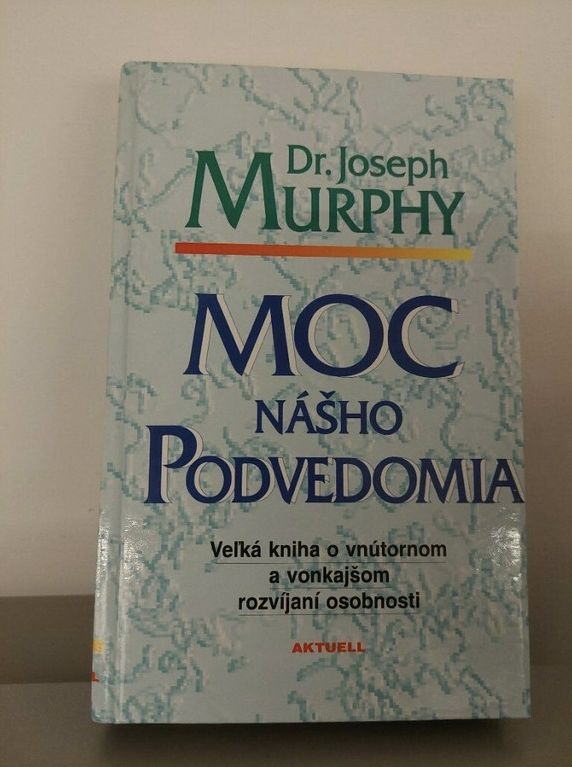 Dr. Joseph
MURPHY
MOC
NÁŠHO
PODVEDOMIA
Veľká kniha o vnútornom
a vonkajšom
rozvíjaní osobnosti
AKTUELL